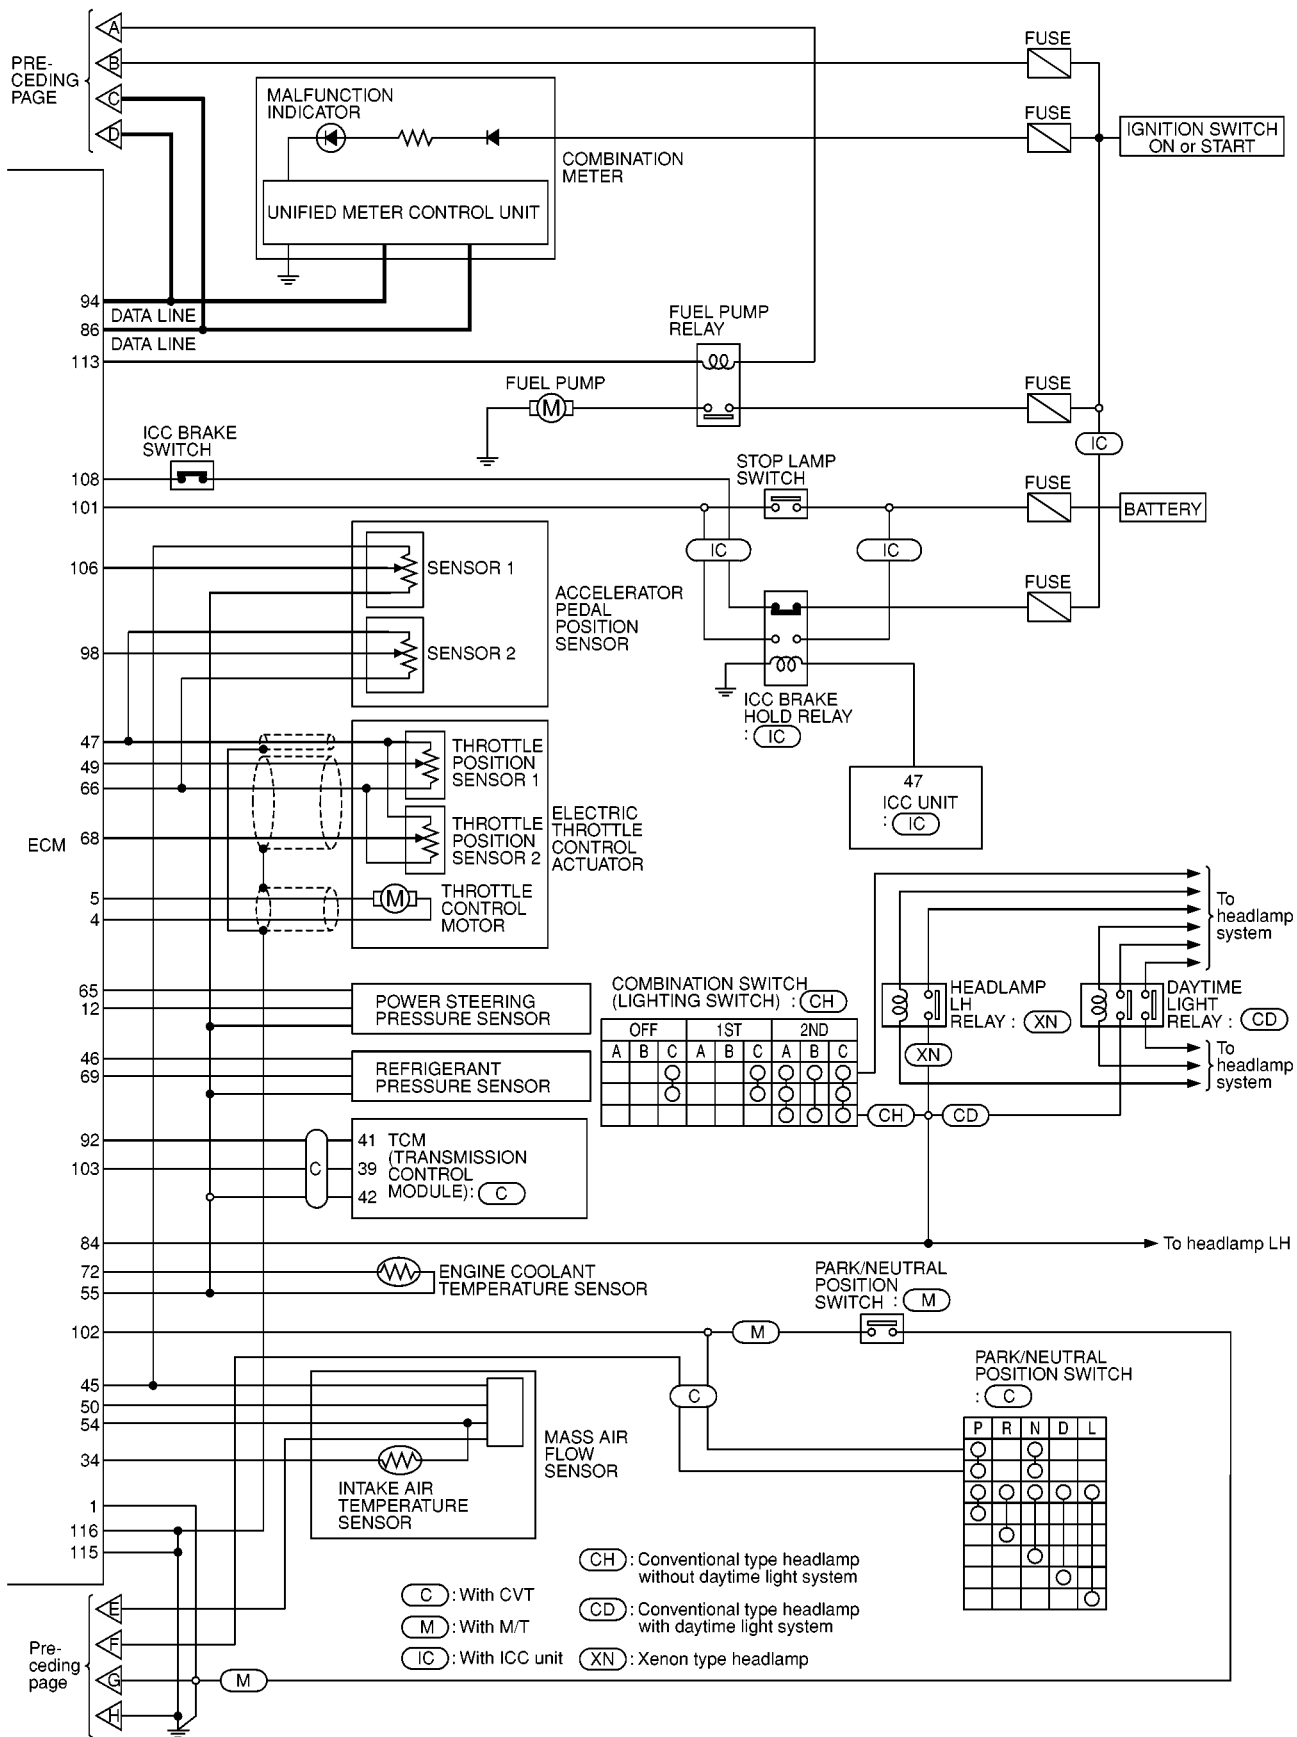 A
FUSE
PRE-
CEDING
PAGE
B
C
D
MALFUNCTION
INDICATOR
FUSE
IGNITION SWITCH
ON or START
COMBINATION
METER
UNIFIED METER CONTROL UNIT
94
DATA LINE
86
DATA LINE
FUEL PUMP
RELAY
113
FUEL PUMP
M
FUSE
IC
ICC BRAKE
SWITCH
STOP LAMP
SWITCH
108
101
FUSE
BATTERY
IC
IC
106
SENSOR 1
ACCELERATOR
PEDAL
POSITION
SENSOR
FUSE
98
SENSOR 2
ICC BRAKE
HOLD RELAY
: IC
47
49
66
THROTTLE
POSITION
SENSOR 1
47
ICC UNIT
: IC
ECM
68
THROTTLE
POSITION
SENSOR 2
ELECTRIC
THROTTLE
CONTROL
ACTUATOR
5
4
M
THROTTLE
CONTROL
MOTOR
To
headlamp
system
65
12
POWER STEERING
PRESSURE SENSOR
COMBINATION SWITCH
(LIGHTING SWITCH) : CH
HEADLAMP
LH
RELAY : XN
DAYTIME
LIGHT
RELAY : CD
OFF 1ST 2ND
A B C A B C A B C
XN
To
headlamp
system
46
69
REFRIGERANT
PRESSURE SENSOR
CH
CD
92
103
C
41
39
42
TCM
(TRANSMISSION
CONTROL
MODULE): C
84
To headlamp LH
72
55
ENGINE COOLANT
TEMPERATURE SENSOR
PARK/NEUTRAL
POSITION
SWITCH : M
102
M
PARK/NEUTRAL
POSITION SWITCH
: C
C
P R N D L
45
50
54
34
MASS AIR
FLOW
SENSOR
INTAKE AIR
TEMPERATURE
SENSOR
1
116
115
CH : Conventional type headlamp
without daytime light system
C : With CVT
CD : Conventional type headlamp
with daytime light system
M : With M/T
IC : With ICC unit
XN : Xenon type headlamp
Pre-
ceding
page
E
F
G
M
H